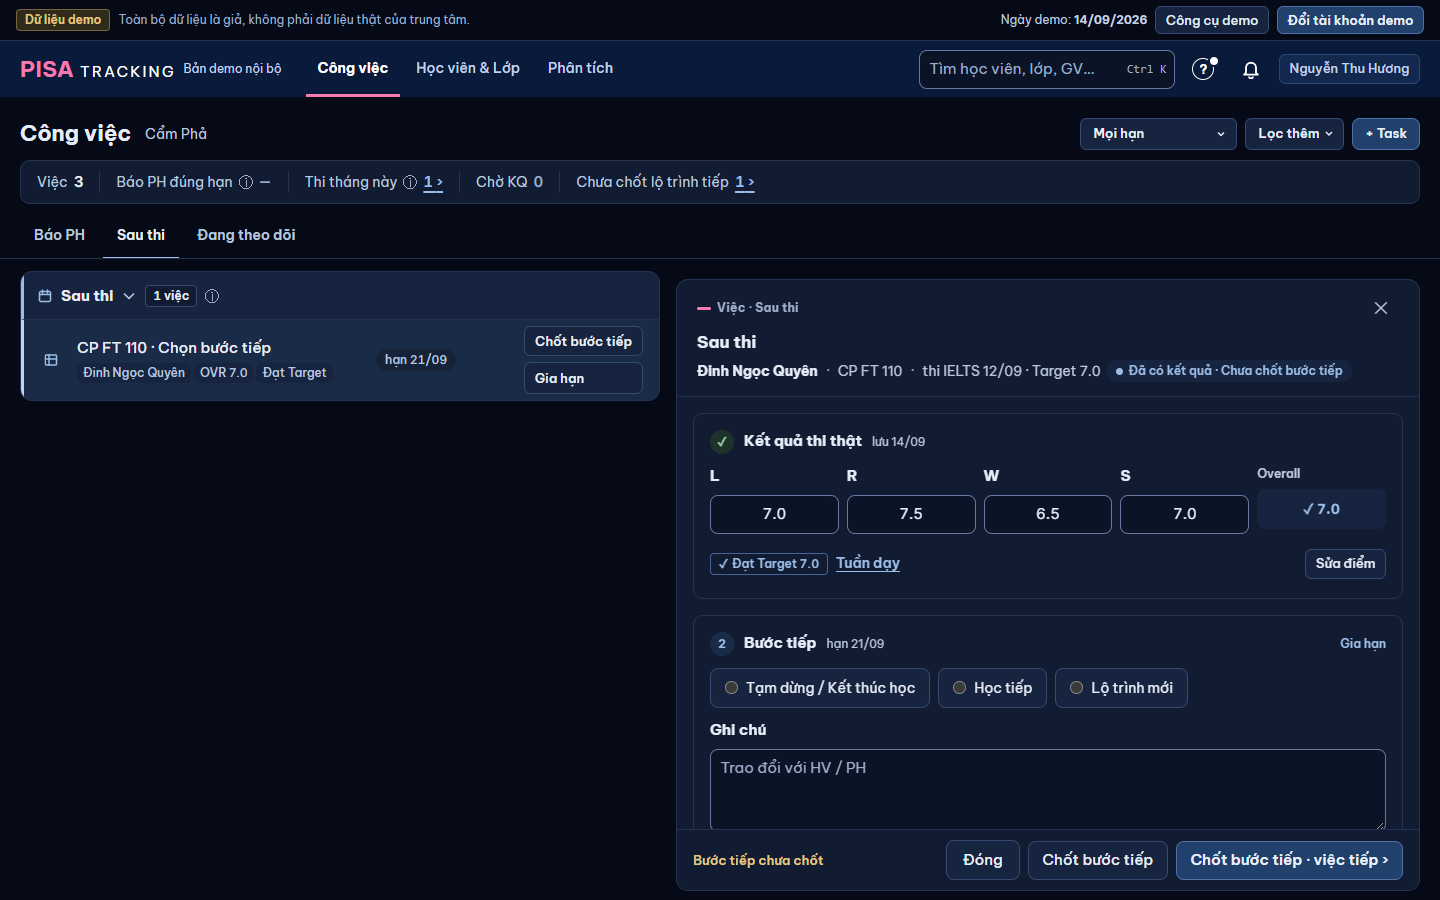 Dữ liệu demo Toàn bộ dữ liệu là giả, không phải dữ liệu thật của trung tâm. Ngày demo: 14/09/2026 Công cụ demo Đổi tài khoản demo
PISA TRACKING Bản demo nội bộ Công việc Học viên & Lớp Phân tích Tìm học viên, lớp, GV... Ctrl K ? Nguyễn Thu Hương
Công việc Cẩm Phả Mọi hạn Lọc thêm + Task
Việc 3 Báo PH đúng hạn — Thi tháng này 1 › Chờ KQ 0 Chưa chốt lộ trình tiếp 1 ›
Báo PH Sau thi Đang theo dõi
Sau thi 1 việc
CP FT 110 · Chọn bước tiếp
Đinh Ngọc Quyên OVR 7.0 Đạt Target
hạn 21/09
Chốt bước tiếp
Gia hạn
Việc · Sau thi
Sau thi
Đinh Ngọc Quyên · CP FT 110 · thi IELTS 12/09 · Target 7.0 Đã có kết quả · Chưa chốt bước tiếp
✓ Kết quả thi thật lưu 14/09
L R W S Overall
7.0 7.5 6.5 7.0 ✓ 7.0
✓ Đạt Target 7.0 Tuần dạy Sửa điểm
2 Bước tiếp hạn 21/09 Gia hạn
Tạm dừng / Kết thúc học Học tiếp Lộ trình mới
Ghi chú
Trao đổi với HV / PH
Bước tiếp chưa chốt Đóng Chốt bước tiếp Chốt bước tiếp · việc tiếp ›